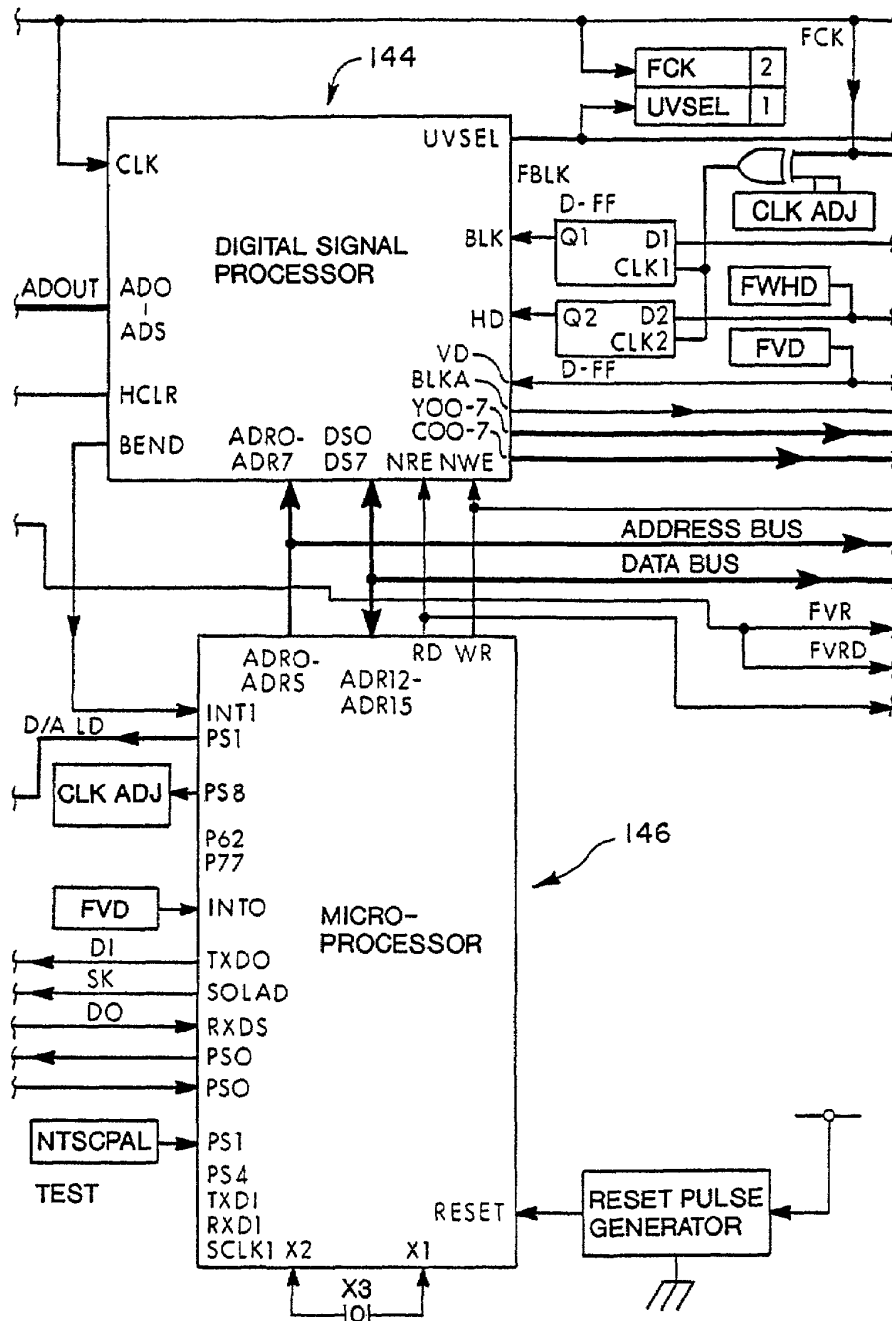 FCK
144
FCK 2
UVSEL 1
UVSEL
CLK
FBLK
CLK ADJ
D-FF
DIGITAL SIGNAL
PROCESSOR
BLK
Q1 D1
CLK1
ADOUT
ADO
-
ADS
FWHD
HD
Q2 D2
CLK2
FVD
VD
D-FF
BLKA
HCLR
YOO-7
COO-7
BEND
ADRO-
ADR7
DSO
DS7
NRE NWE
ADDRESS BUS
DATA BUS
FVR
FVRD
ADRO-
ADRS
ADR12-
ADR15
RD WR
INT1
D/A LD
PS1
CLK ADJ
PS8
P62
P77
146
FVD
INTO
MICRO-
PROCESSOR
DI
TXDO
SK
SOLAD
DO
RXDS
PSO
PSO
NTSCPAL
PS1
TEST
PS4
TXD1
RXD1
SCLK1 X2 X1
RESET
RESET PULSE
GENERATOR
X3